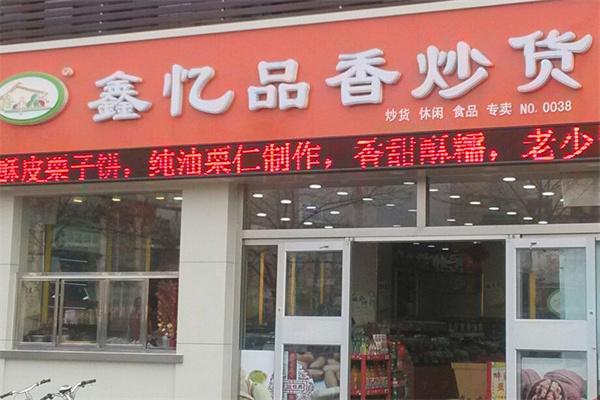 鑫忆品香炒货
炒货 休闲 食品 专卖 NO.0038
酥皮栗子饼，纯油栗仁制作，香甜酥糯，老少